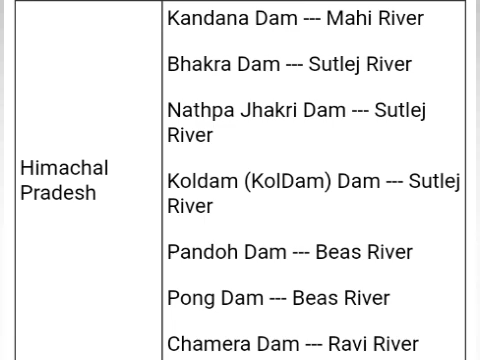 Kandana Dam --- Mahi River
Bhakra Dam --- Sutlej River
Nathpa Jhakri Dam --- Sutlej
River
Himachal
Pradesh
Koldam (KolDam) Dam --- Sutlej
River
Pandoh Dam --- Beas River
Pong Dam --- Beas River
Chamera Dam --- Ravi River